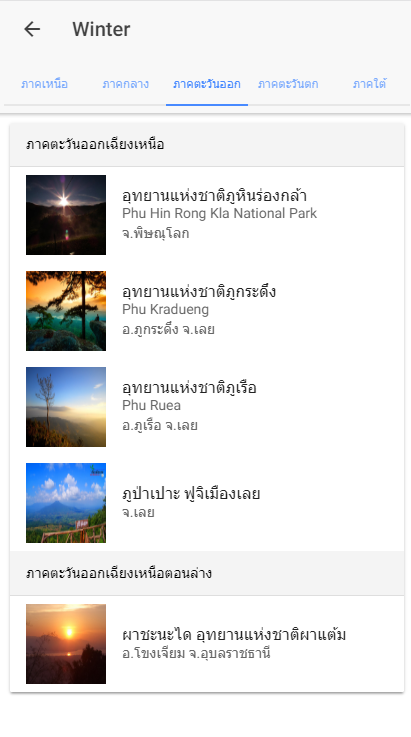 Winter
ภาคเหนือ ภาคกลาง ภาคตะวันออก ภาคตะวันตก ภาคใต้
ภาคตะวันออกเฉียงเหนือ
อุทยานแห่งชาติภูหินร่องกล้า
Phu Hin Rong Kla National Park
จ.พิษณุโลก
อุทยานแห่งชาติภูกระดึง
Phu Kradueng
อ.ภูกระดึง จ.เลย
อุทยานแห่งชาติภูเรือ
Phu Ruea
อ.ภูเรือ จ.เลย
ภูป่าเปาะ ฟูจิเมืองเลย
จ.เลย
ภาคตะวันออกเฉียงเหนือตอนล่าง
ผาชะนะได อุทยานแห่งชาติผาแต้ม
อ.โขงเจียม จ.อุบลราชธานี